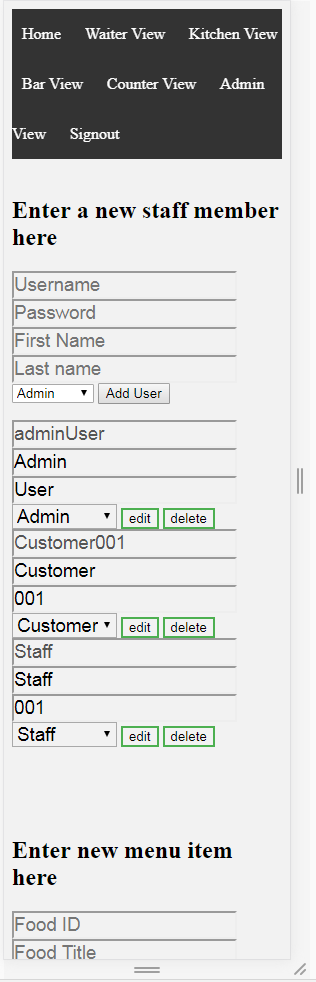 Home Waiter View Kitchen View
Bar View Counter View Admin
View Signout
Enter a new staff member
here
Username
Password
First Name
Last name
Admin Add User
adminUser
Admin
User
Admin edit delete
Customer001
Customer
001
Customer edit delete
Staff
Staff
001
Staff edit delete
Enter new menu item
here
Food ID
Food Title